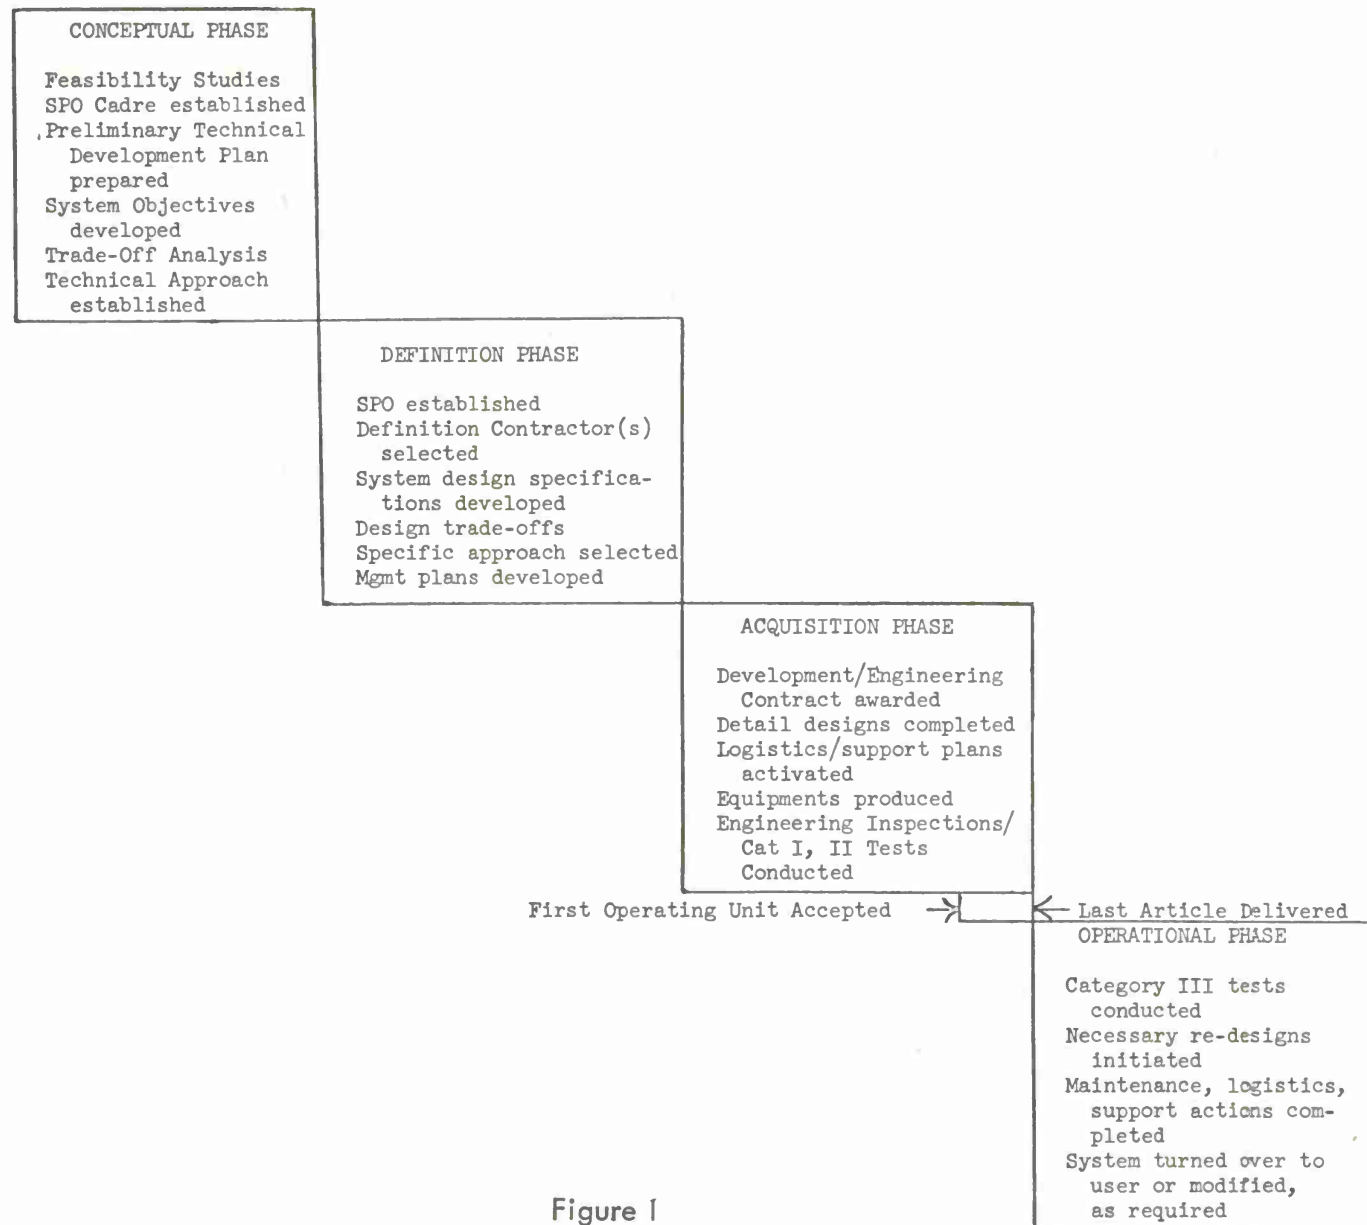 CONCEPTUAL PHASE
Feasibility Studies
SPO Cadre established
Preliminary Technical
Development Plan
prepared
System Objectives
developed
Trade-Off Analysis
Technical Approach
established
DEFINITION PHASE
SPO established
Definition Contractor(s)
selected
System design specifica-
tions developed
Design trade-offs
Specific approach selected
Mgmt plans developed
ACQUISITION PHASE
Development/Engineering
Contract awarded
Detail designs completed
Logistics/support plans
activated
Equipments produced
Engineering Inspections/
Cat I, II Tests
Conducted
First Operating Unit Accepted
Last Article Delivered
OPERATIONAL PHASE
Category III tests
conducted
Necessary re-designs
initiated
Maintenance, logistics,
support actions com-
pleted
System turned over to
user or modified,
as required
Figure 1